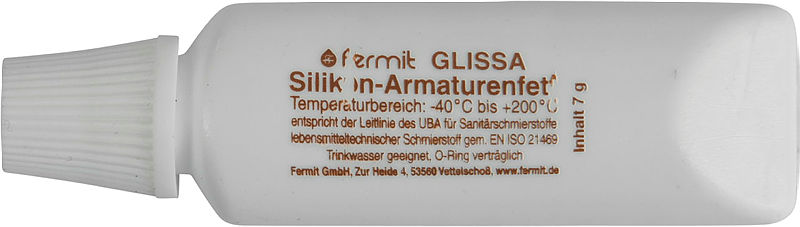 fermit GLISSA
Silikon-Armaturenfett
Temperaturbereich: -40°C bis +200°C
entspricht der Leitlinie des UBA für Sanitärschmierstoffe
lebensmitteltechnischer Schmierstoff gem. EN ISO 21469
Trinkwasser geeignet, O-Ring verträglich
Fermit GmbH, Zur Heide 4, 53560 Vettelschoß, www.fermit.de
Inhalt 7 g